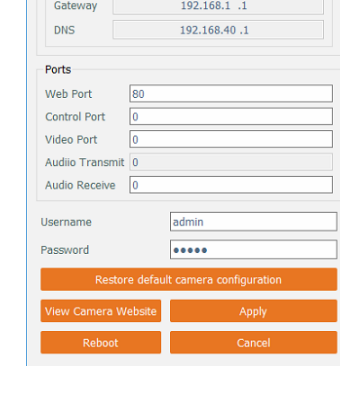 Gateway 192.168.1 .1
DNS 192.168.40 .1
Ports
Web Port 80
Control Port 0
Video Port 0
Audiio Transmit 0
Audio Receive 0
Username admin
Password •••••
Restore default camera configuration
View Camera Website Apply
Reboot Cancel